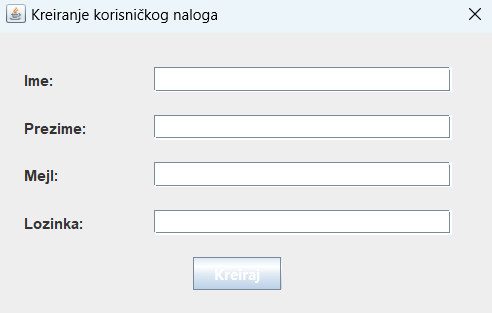 Kreiranje korisničkog naloga
Ime:
Prezime:
Mejl:
Lozinka:
Kreiraj